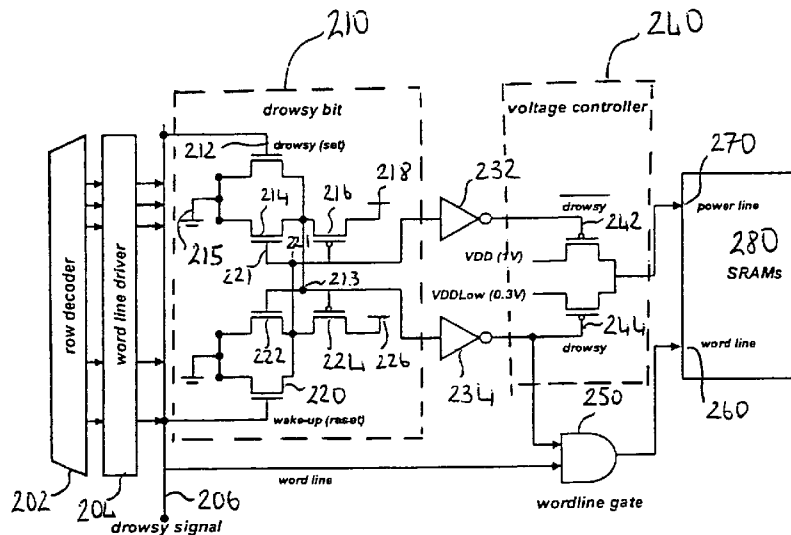 210
240
drowsy bit
voltage controller
212
drowsy (set)
232
270
214
216
218
drowsy
242
power line
280
SRAMs
215
221
221
213
VDD (1V)
VDDLow (0.3V)
row decoder
word line driver
222
224
226
244
word line
220
234
drowsy
260
250
wake-up (reset)
202
204
206
word line
wordline gate
drowsy signal